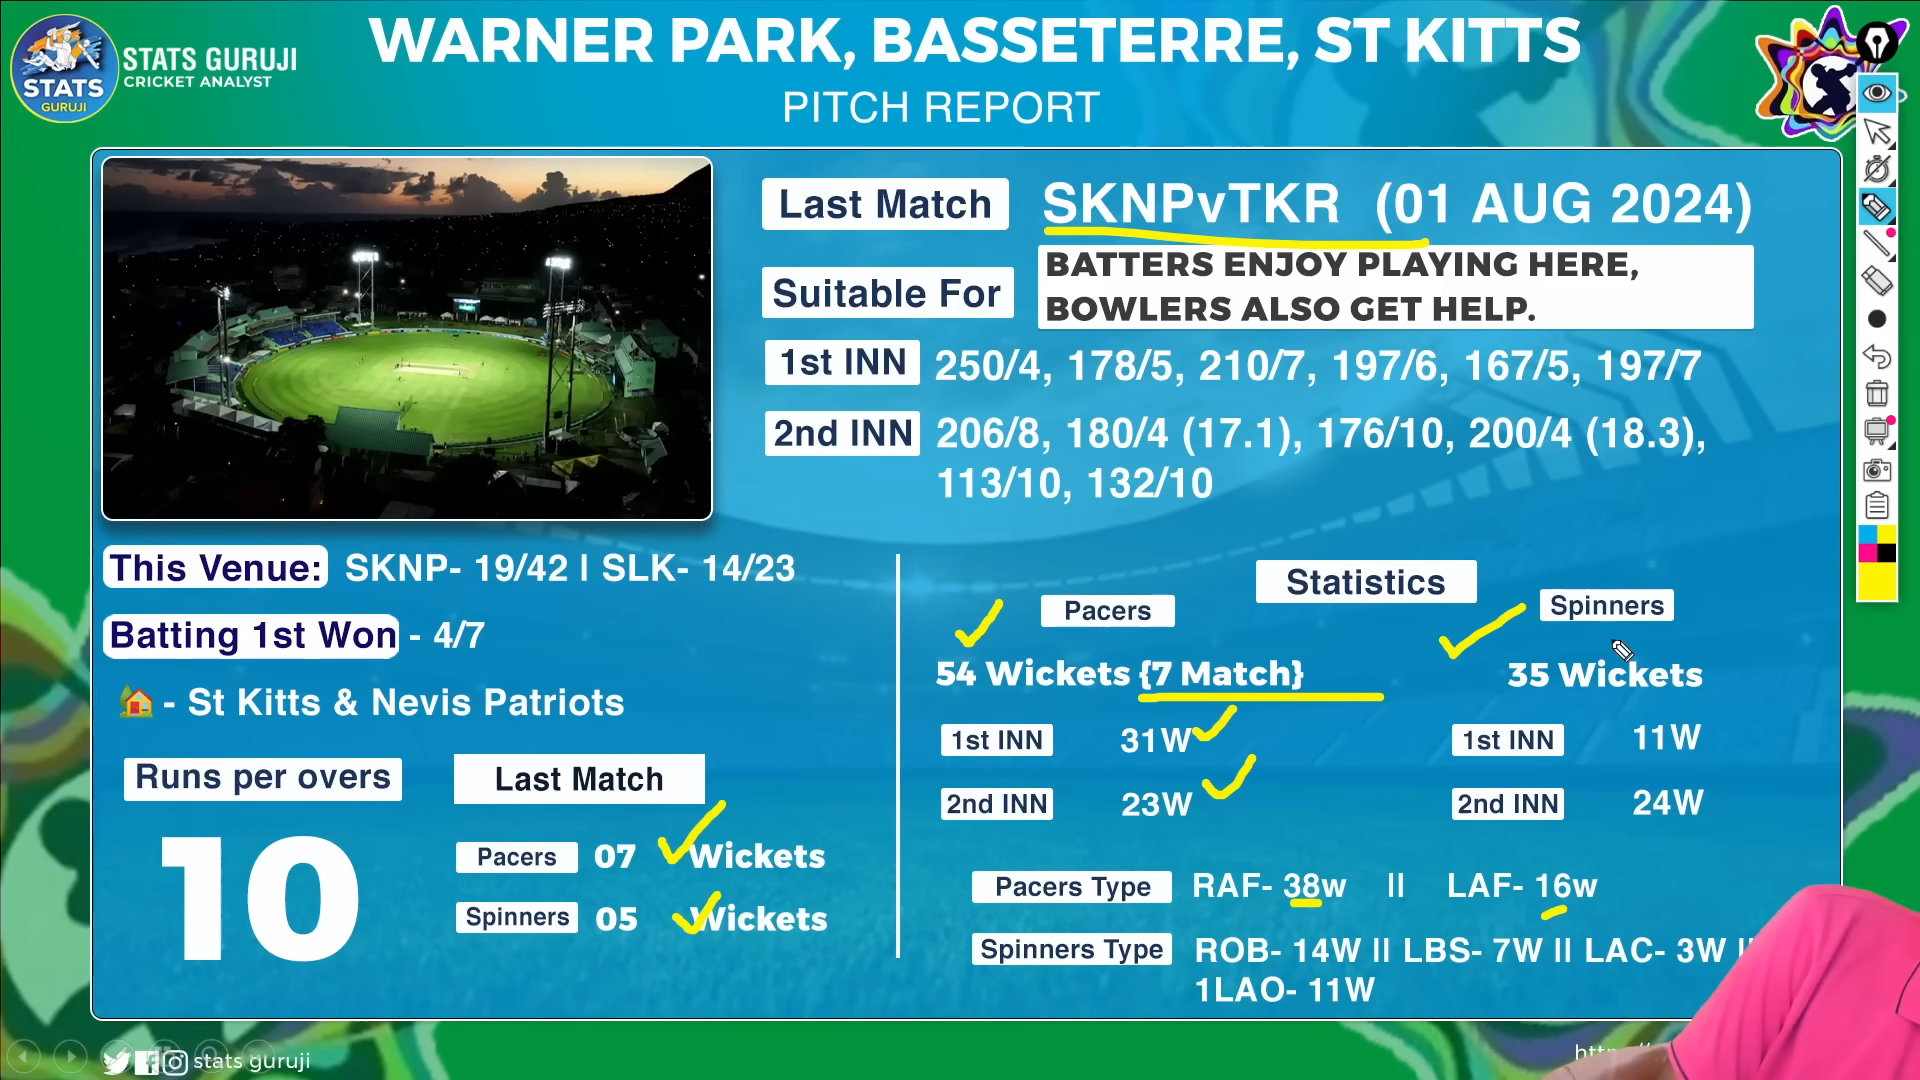 WARNER PARK, BASSETERRE, ST KITTS
PITCH REPORT
STATS GURUJI
CRICKET ANALYST
STATS
GURUJI
Last Match SKNPvTKR (01 AUG 2024)
Suitable For BATTERS ENJOY PLAYING HERE,
BOWLERS ALSO GET HELP.
1st INN 250/4, 178/5, 210/7, 197/6, 167/5, 197/7
2nd INN 206/8, 180/4 (17.1), 176/10, 200/4 (18.3),
113/10, 132/10
This Venue: SKNP- 19/42 I SLK- 14/23
Batting 1st Won - 4/7
- St Kitts & Nevis Patriots
Runs per overs
10
Last Match
Pacers 07 Wickets
Spinners 05 Wickets
Statistics
Pacers
54 Wickets {7 Match}
1st INN 31W
2nd INN 23W
Spinners
35 Wickets
1st INN 11W
2nd INN 24W
Pacers Type RAF- 38w II LAF- 16w
Spinners Type ROB- 14W II LBS- 7W II LAC- 3W
1LAO- 11W
stats guruji